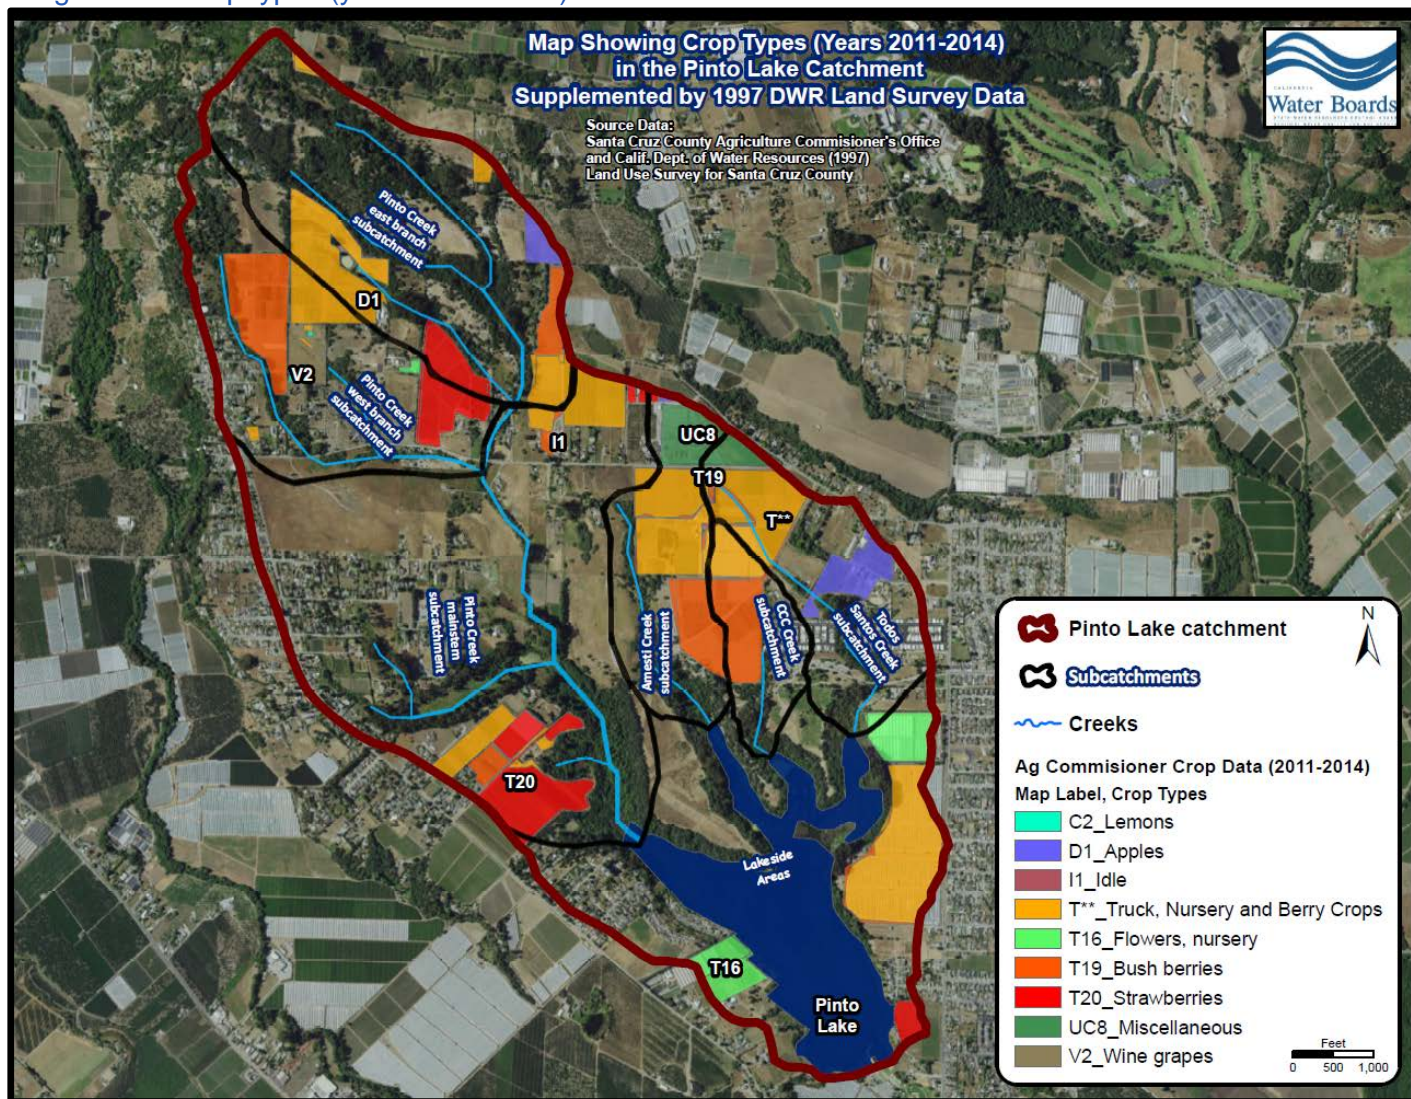 Map Showing Crop Types (Years 2011-2014)
in the Pinto Lake Catchment
Supplemented by 1997 DWR Land Survey Data
Source Data:
Santa Cruz County Agriculture Commisioner's Office
and Calif. Dept. of Water Resources (1997)
Land Use Survey for Santa Cruz County
CALIFORNIA
Water Boards
Pinto Creek
east branch
subcatchment
D1
V2
Pinto Creek
west branch
subcatchment
I1
UC8
T19
T**
Pinto Creek
mainstem
subcatchment
Amesti Creek
subcatchment
CCC Creek
subcatchment
Todos
Santos Creek
subcatchment
T20
Lakeside
Areas
T16
Pinto
Lake
N
Pinto Lake catchment
Subcatchments
Creeks
Ag Commisioner Crop Data (2011-2014)
Map Label, Crop Types
C2_Lemons
D1_Apples
I1_Idle
T**_Truck, Nursery and Berry Crops
T16_Flowers, nursery
T19_Bush berries
T20_Strawberries
UC8_Miscellaneous
V2_Wine grapes
Feet
0 500 1,000